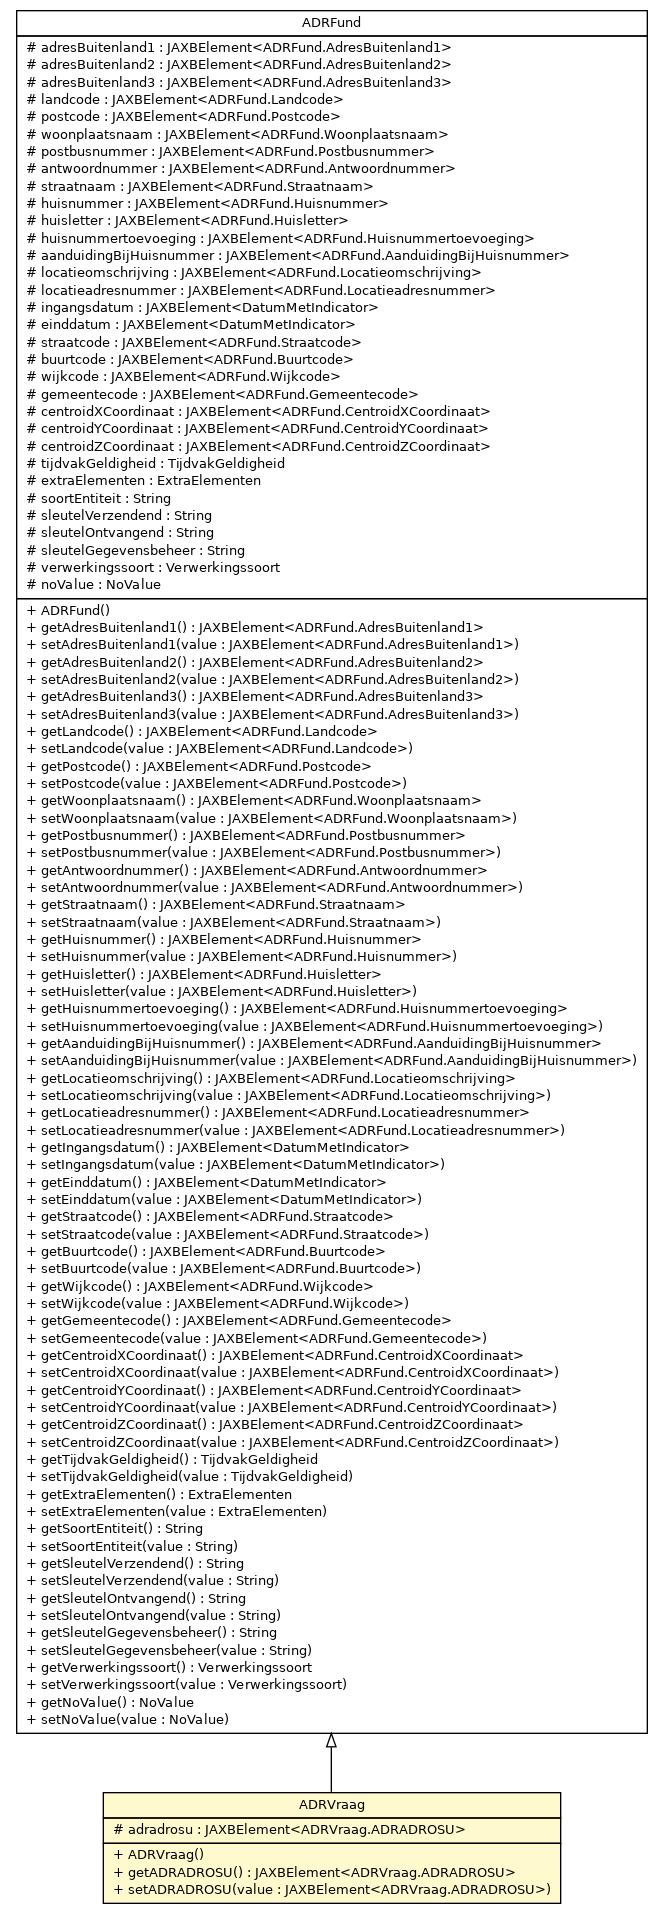 ADRFund
# adresBuitenland1 : JAXBElement<ADRFund.AdresBuitenland1>
# adresBuitenland2 : JAXBElement<ADRFund.AdresBuitenland2>
# adresBuitenland3 : JAXBElement<ADRFund.AdresBuitenland3>
# landcode : JAXBElement<ADRFund.Landcode>
# postcode : JAXBElement<ADRFund.Postcode>
# woonplaatsnaam : JAXBElement<ADRFund.Woonplaatsnaam>
# postbusnummer : JAXBElement<ADRFund.Postbusnummer>
# antwoordnummer : JAXBElement<ADRFund.Antwoordnummer>
# straatnaam : JAXBElement<ADRFund.Straatnaam>
# huisnummer : JAXBElement<ADRFund.Huisnummer>
# huisletter : JAXBElement<ADRFund.Huisletter>
# huisnummertoevoeging : JAXBElement<ADRFund.Huisnummertoevoeging>
# aanduidingBijHuisnummer : JAXBElement<ADRFund.AanduidingBijHuisnummer>
# locatieomschrijving : JAXBElement<ADRFund.Locatieomschrijving>
# locatieadresnummer : JAXBElement<ADRFund.Locatieadresnummer>
# ingangsdatum : JAXBElement<DatumMetIndicator>
# einddatum : JAXBElement<DatumMetIndicator>
# straatcode : JAXBElement<ADRFund.Straatcode>
# buurtcode : JAXBElement<ADRFund.Buurtcode>
# wijkcode : JAXBElement<ADRFund.Wijkcode>
# gemeentecode : JAXBElement<ADRFund.Gemeentecode>
# centroidXCoordinaat : JAXBElement<ADRFund.CentroidXCoordinaat>
# centroidYCoordinaat : JAXBElement<ADRFund.CentroidYCoordinaat>
# centroidZCoordinaat : JAXBElement<ADRFund.CentroidZCoordinaat>
# tijdvakGeldigheid : TijdvakGeldigheid
# extraElementen : ExtraElementen
# soortEntiteit : String
# sleutelVerzendend : String
# sleutelOntvangend : String
# sleutelGegevensbeheer : String
# verwerkingssoort : Verwerkingssoort
# noValue : NoValue
+ ADRFund()
+ getAdresBuitenland1() : JAXBElement<ADRFund.AdresBuitenland1>
+ setAdresBuitenland1(value : JAXBElement<ADRFund.AdresBuitenland1>)
+ getAdresBuitenland2() : JAXBElement<ADRFund.AdresBuitenland2>
+ setAdresBuitenland2(value : JAXBElement<ADRFund.AdresBuitenland2>)
+ getAdresBuitenland3() : JAXBElement<ADRFund.AdresBuitenland3>
+ setAdresBuitenland3(value : JAXBElement<ADRFund.AdresBuitenland3>)
+ getLandcode() : JAXBElement<ADRFund.Landcode>
+ setLandcode(value : JAXBElement<ADRFund.Landcode>)
+ getPostcode() : JAXBElement<ADRFund.Postcode>
+ setPostcode(value : JAXBElement<ADRFund.Postcode>)
+ getWoonplaatsnaam() : JAXBElement<ADRFund.Woonplaatsnaam>
+ setWoonplaatsnaam(value : JAXBElement<ADRFund.Woonplaatsnaam>)
+ getPostbusnummer() : JAXBElement<ADRFund.Postbusnummer>
+ setPostbusnummer(value : JAXBElement<ADRFund.Postbusnummer>)
+ getAntwoordnummer() : JAXBElement<ADRFund.Antwoordnummer>
+ setAntwoordnummer(value : JAXBElement<ADRFund.Antwoordnummer>)
+ getStraatnaam() : JAXBElement<ADRFund.Straatnaam>
+ setStraatnaam(value : JAXBElement<ADRFund.Straatnaam>)
+ getHuisnummer() : JAXBElement<ADRFund.Huisnummer>
+ setHuisnummer(value : JAXBElement<ADRFund.Huisnummer>)
+ getHuisletter() : JAXBElement<ADRFund.Huisletter>
+ setHuisletter(value : JAXBElement<ADRFund.Huisletter>)
+ getHuisnummertoevoeging() : JAXBElement<ADRFund.Huisnummertoevoeging>
+ setHuisnummertoevoeging(value : JAXBElement<ADRFund.Huisnummertoevoeging>)
+ getAanduidingBijHuisnummer() : JAXBElement<ADRFund.AanduidingBijHuisnummer>
+ setAanduidingBijHuisnummer(value : JAXBElement<ADRFund.AanduidingBijHuisnummer>)
+ getLocatieomschrijving() : JAXBElement<ADRFund.Locatieomschrijving>
+ setLocatieomschrijving(value : JAXBElement<ADRFund.Locatieomschrijving>)
+ getLocatieadresnummer() : JAXBElement<ADRFund.Locatieadresnummer>
+ setLocatieadresnummer(value : JAXBElement<ADRFund.Locatieadresnummer>)
+ getIngangsdatum() : JAXBElement<DatumMetIndicator>
+ setIngangsdatum(value : JAXBElement<DatumMetIndicator>)
+ getEinddatum() : JAXBElement<DatumMetIndicator>
+ setEinddatum(value : JAXBElement<DatumMetIndicator>)
+ getStraatcode() : JAXBElement<ADRFund.Straatcode>
+ setStraatcode(value : JAXBElement<ADRFund.Straatcode>)
+ getBuurtcode() : JAXBElement<ADRFund.Buurtcode>
+ setBuurtcode(value : JAXBElement<ADRFund.Buurtcode>)
+ getWijkcode() : JAXBElement<ADRFund.Wijkcode>
+ setWijkcode(value : JAXBElement<ADRFund.Wijkcode>)
+ getGemeentecode() : JAXBElement<ADRFund.Gemeentecode>
+ setGemeentecode(value : JAXBElement<ADRFund.Gemeentecode>)
+ getCentroidXCoordinaat() : JAXBElement<ADRFund.CentroidXCoordinaat>
+ setCentroidXCoordinaat(value : JAXBElement<ADRFund.CentroidXCoordinaat>)
+ getCentroidYCoordinaat() : JAXBElement<ADRFund.CentroidYCoordinaat>
+ setCentroidYCoordinaat(value : JAXBElement<ADRFund.CentroidYCoordinaat>)
+ getCentroidZCoordinaat() : JAXBElement<ADRFund.CentroidZCoordinaat>
+ setCentroidZCoordinaat(value : JAXBElement<ADRFund.CentroidZCoordinaat>)
+ getTijdvakGeldigheid() : TijdvakGeldigheid
+ setTijdvakGeldigheid(value : TijdvakGeldigheid)
+ getExtraElementen() : ExtraElementen
+ setExtraElementen(value : ExtraElementen)
+ getSoortEntiteit() : String
+ setSoortEntiteit(value : String)
+ getSleutelVerzendend() : String
+ setSleutelVerzendend(value : String)
+ getSleutelOntvangend() : String
+ setSleutelOntvangend(value : String)
+ getSleutelGegevensbeheer() : String
+ setSleutelGegevensbeheer(value : String)
+ getVerwerkingssoort() : Verwerkingssoort
+ setVerwerkingssoort(value : Verwerkingssoort)
+ getNoValue() : NoValue
+ setNoValue(value : NoValue)
ADRVraag
# adradrosu : JAXBElement<ADRVraag.ADRADROSU>
+ ADRVraag()
+ getADRADROSU() : JAXBElement<ADRVraag.ADRADROSU>
+ setADRADROSU(value : JAXBElement<ADRVraag.ADRADROSU>)